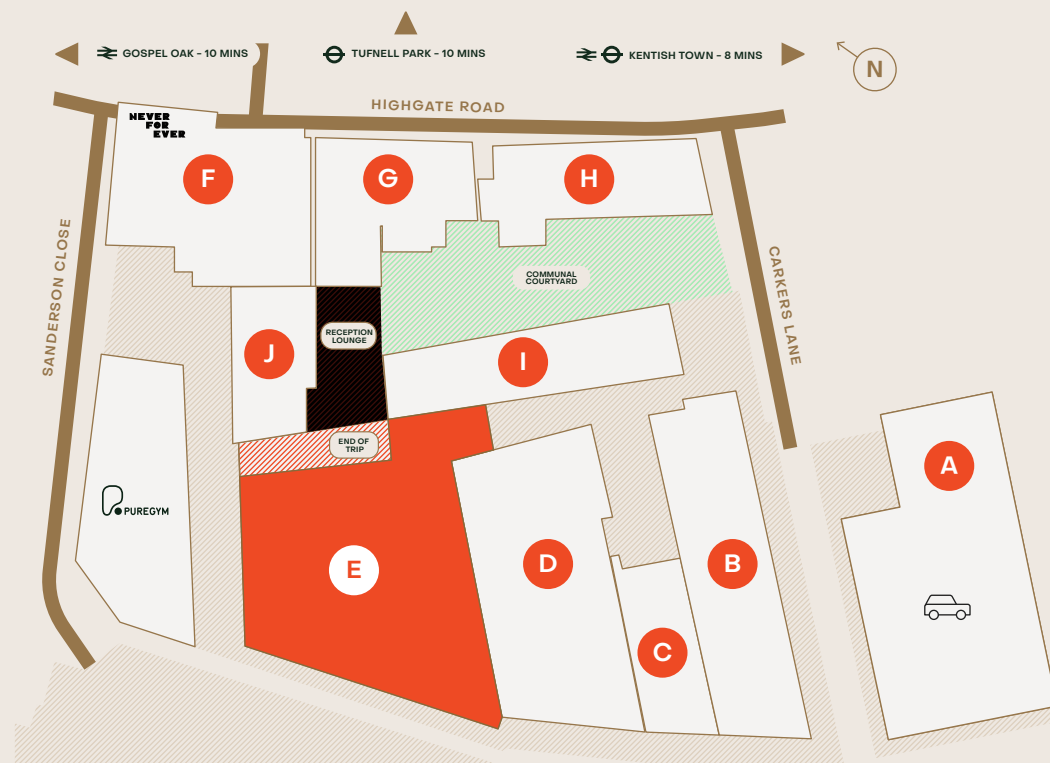 GOSPEL OAK - 10 MINS
TUFNELL PARK - 10 MINS
KENTISH TOWN - 8 MINS
N
HIGHGATE ROAD
NEVER
FOR
EVER
F
G
H
SANDERSON CLOSE
CARKERS LANE
COMMUNAL
COURTYARD
RECEPTION
LOUNGE
J
I
END OF
TRIP
A
PUREGYM
E
D
B
C